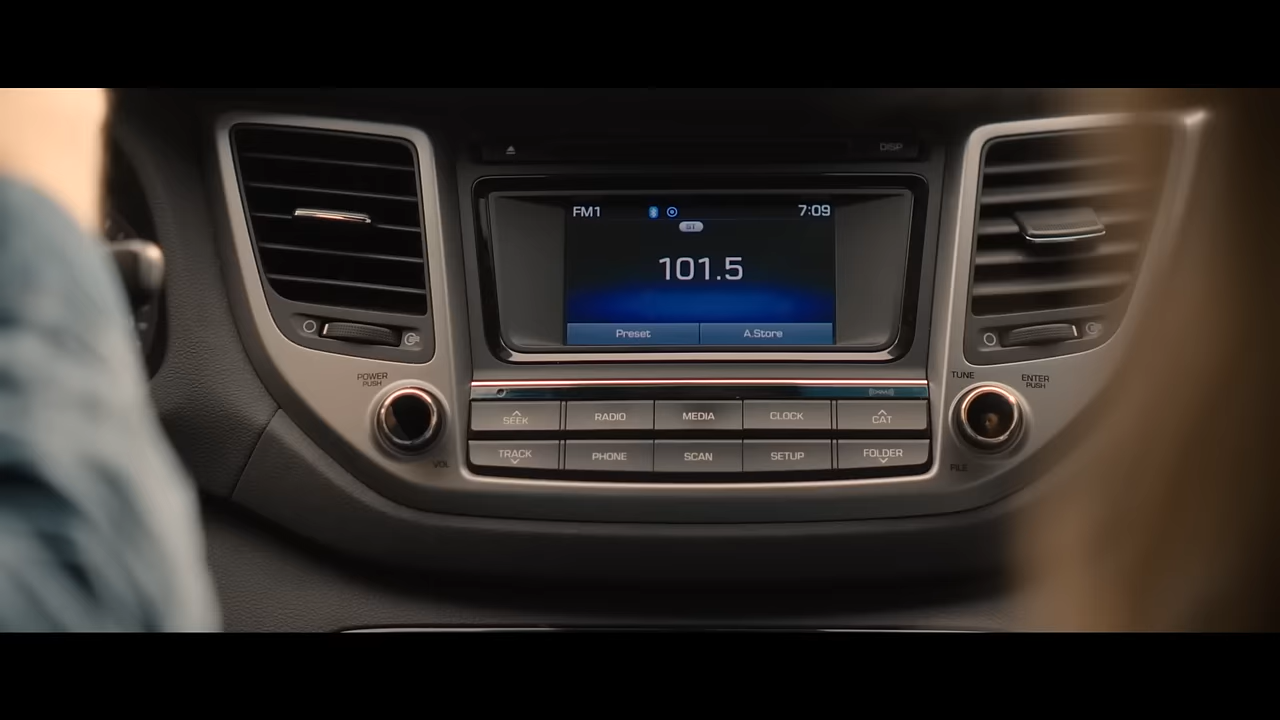 DISP
FM1 7:09
ST
101.5
Preset A.Store
POWER
PUSH
TUNE
ENTER
PUSH
SEEK RADIO MEDIA CLOCK CAT
TRACK PHONE SCAN SETUP FOLDER
VOL
FILE